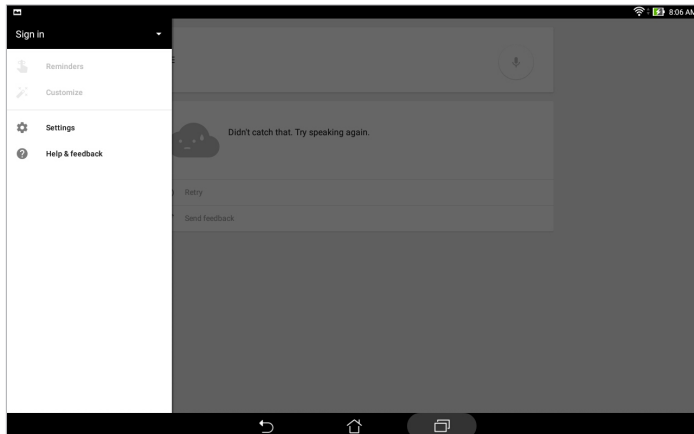 8:06 AM
Sign in
Reminders
Customize
Didn't catch that. Try speaking again.
Settings
Help & feedback
Retry
Send feedback